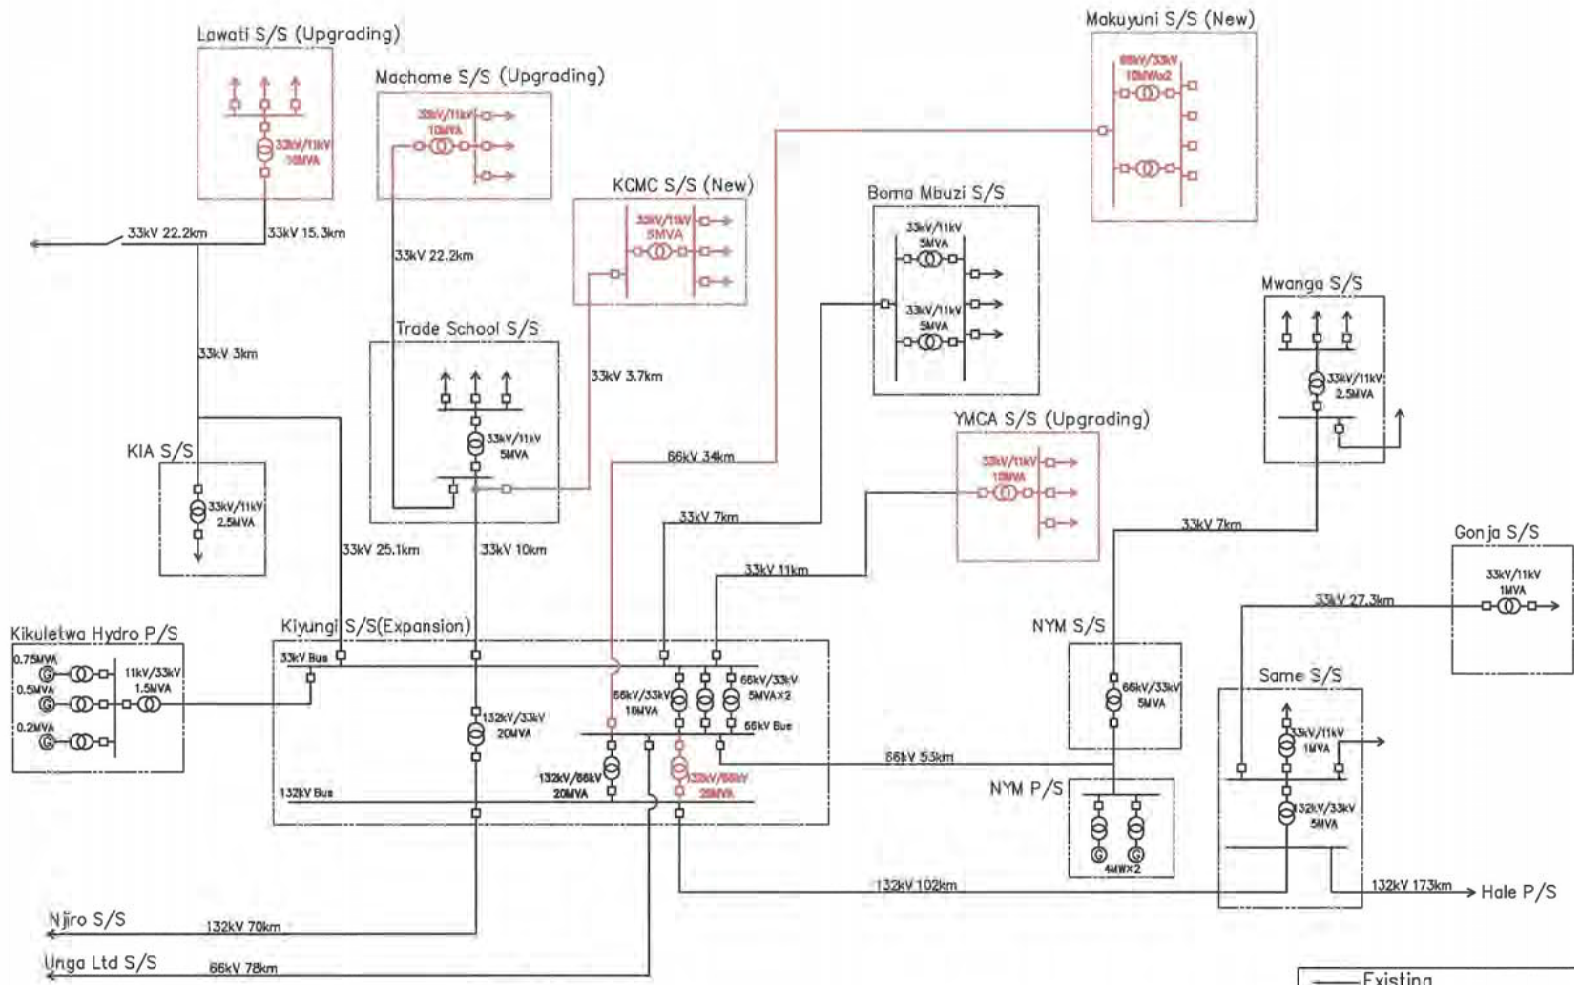 Lawati S/S (Upgrading)
33kV/11kV
10MVA
33kV 22.2km
33kV 15.3km
33kV 3km
Machame S/S (Upgrading)
33kV/11kV
10MVA
33kV 22.2km
KCMC S/S (New)
33kV/11kV
5MVA
33kV 3.7km
Makuyuni S/S (New)
66kV/33kV
10MVAx2
Boma Mbuzi S/S
33kV/11kV
5MVA
33kV/11kV
5MVA
Mwanga S/S
33kV/11kV
2.5MVA
Trade School S/S
33kV/11kV
5MVA
YMCA S/S (Upgrading)
33kV/11kV
10MVA
66kV 34km
KIA S/S
33kV/11kV
2.5MVA
33kV 25.1km
33kV 10km
33kV 7km
33kV 11km
33kV 7km
Gonja S/S
33kV/11kV
1MVA
33kV 27.3km
Kikuletwa Hydro P/S
0.75MVA
0.5MVA
0.2MVA
G
G
G
11kV/33kV
1.5MVA
Kiyungi S/S(Expansion)
33kV Bus
66kV/33kV
10MVA
66kV/33kV
5MVAX2
66kV Bus
132kV/33kV
20MVA
132kV/66kV
20MVA
132kV/66kV
20MVA
132kV Bus
NYM S/S
66kV/33kV
5MVA
66kV 53km
NYM P/S
G
G
4MWX2
Same S/S
33kV/11kV
1MVA
132kV/33kV
5MVA
132kV 102km
132kV 173km
Hale P/S
Njiro S/S
132kV 70km
Unga Ltd S/S
66kV 78km
Existing